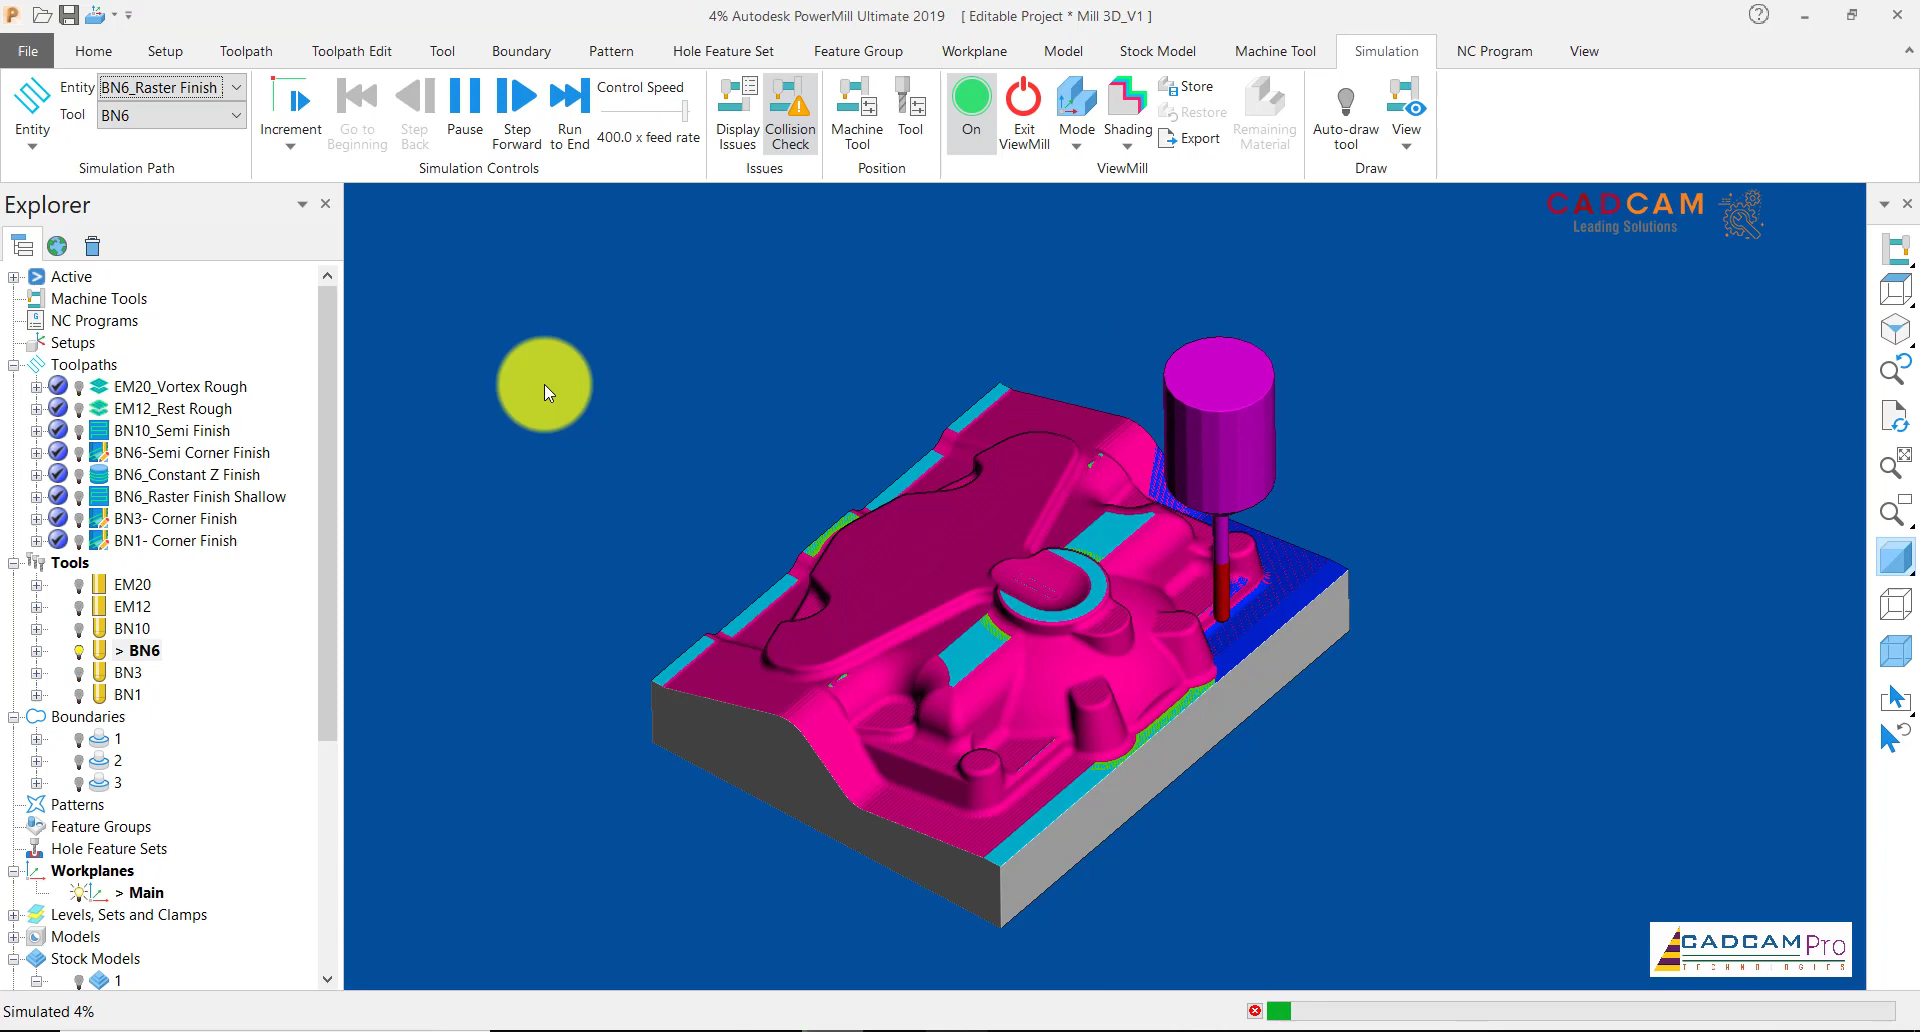 4% Autodesk PowerMill Ultimate 2019 [ Editable Project * Mill 3D_V1 ]
File Home Setup Toolpath Toolpath Edit Tool Boundary Pattern Hole Feature Set Feature Group Workplane Model Stock Model Machine Tool Simulation NC Program View
Entity BN6_Raster Finish
Tool BN6
Entity
Simulation Path
Increment
Go to Beginning
Step Back
Pause
Step Forward
Run to End
Control Speed
400.0 x feed rate
Simulation Controls
Display Issues
Collision Check
Issues
Machine Tool
Tool
Position
On
Exit ViewMill
Mode
Shading
Store
Restore
Export
Remaining Material
ViewMill
Auto-draw tool
View
Draw
Explorer
Active
Machine Tools
NC Programs
Setups
Toolpaths
EM20_Vortex Rough
EM12_Rest Rough
BN10_Semi Finish
BN6-Semi Corner Finish
BN6_Constant Z Finish
BN6_Raster Finish Shallow
BN3- Corner Finish
BN1- Corner Finish
Tools
EM20
EM12
BN10
> BN6
BN3
BN1
Boundaries
1
2
3
Patterns
Feature Groups
Hole Feature Sets
Workplanes
> Main
Levels, Sets and Clamps
Models
Stock Models
1
CADCAM
Leading Solutions
CADCAM Pro
TECHNOLOGIES
Simulated 4%